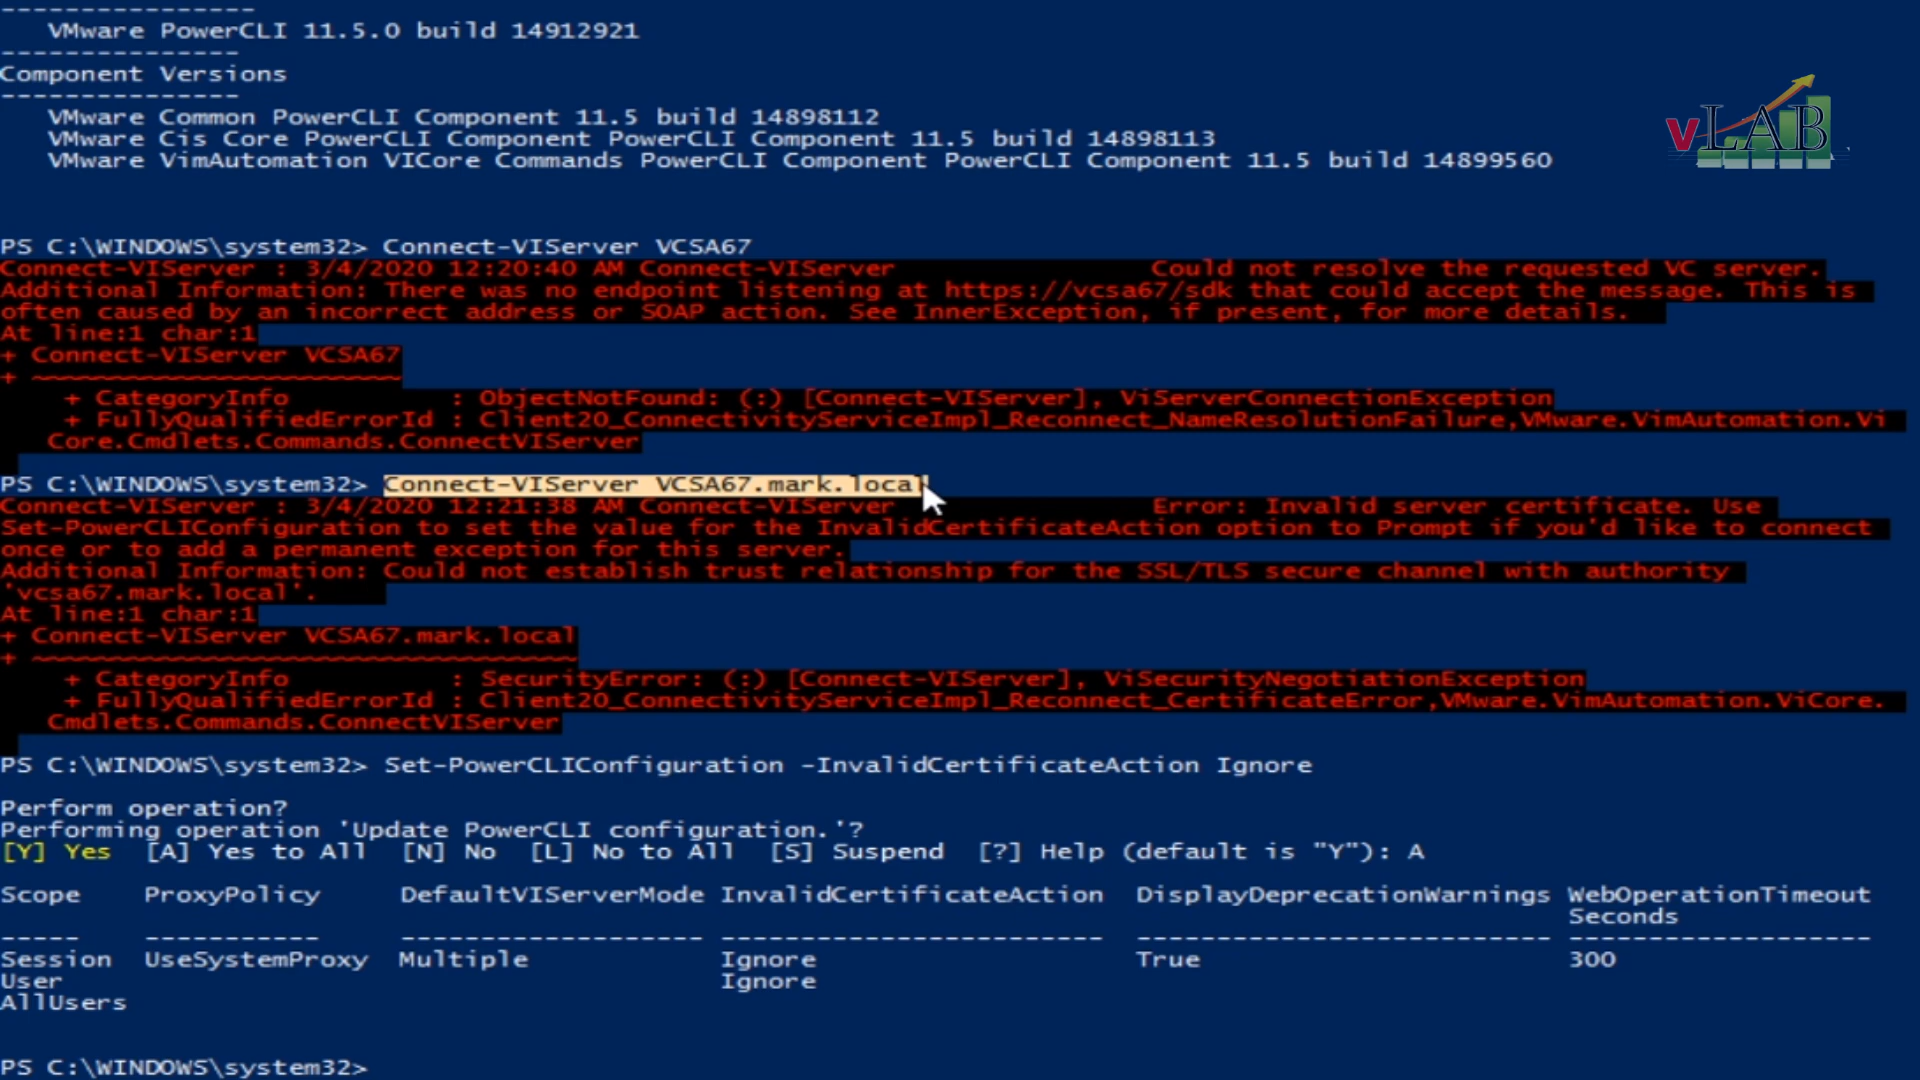 ----------------
   VMware PowerCLI 11.5.0 build 14912921
---------------
Component Versions
---------------
   VMware Common PowerCLI Component 11.5 build 14898112
   VMware Cis Core PowerCLI Component PowerCLI Component 11.5 build 14898113
   VMware VimAutomation VICore Commands PowerCLI Component PowerCLI Component 11.5 build 14899560
vLAB
PS C:\WINDOWS\system32> Connect-VIServer VCSA67
Connect-VIServer : 3/4/2020 12:20:40 AM Connect-VIServer                Could not resolve the requested VC server.
Additional Information: There was no endpoint listening at https://vcsa67/sdk that could accept the message. This is
often caused by an incorrect address or SOAP action. See InnerException, if present, for more details.
At line:1 char:1
+ Connect-VIServer VCSA67
+ ~~~~~~~~~~~~~~~~~~~~~~~
    + CategoryInfo          : ObjectNotFound: (:) [Connect-VIServer], ViServerConnectionException
    + FullyQualifiedErrorId : Client20_ConnectivityServiceImpl_Reconnect_NameResolutionFailure,VMware.VimAutomation.Vi
   Core.Cmdlets.Commands.ConnectVIServer
PS C:\WINDOWS\system32> Connect-VIServer VCSA67.mark.local
Connect-VIServer : 3/4/2020 12:21:38 AM Connect-VIServer                Error: Invalid server certificate. Use
Set-PowerCLIConfiguration to set the value for the InvalidCertificateAction option to Prompt if you'd like to connect
once or to add a permanent exception for this server.
Additional Information: Could not establish trust relationship for the SSL/TLS secure channel with authority
'vcsa67.mark.local'.
At line:1 char:1
+ Connect-VIServer VCSA67.mark.local
+ ~~~~~~~~~~~~~~~~~~~~~~~~~~~~~~~~~~
    + CategoryInfo          : SecurityError: (:) [Connect-VIServer], ViSecurityNegotiationException
    + FullyQualifiedErrorId : Client20_ConnectivityServiceImpl_Reconnect_CertificateError,VMware.VimAutomation.ViCore.
   Cmdlets.Commands.ConnectVIServer
PS C:\WINDOWS\system32> Set-PowerCLIConfiguration -InvalidCertificateAction Ignore
Perform operation?
Performing operation 'Update PowerCLI configuration.'?
[Y] Yes  [A] Yes to All  [N] No  [L] No to All  [S] Suspend  [?] Help (default is "Y"): A
Scope    ProxyPolicy     DefaultVIServerMode InvalidCertificateAction  DisplayDeprecationWarnings WebOperationTimeout
                                                                                                  Seconds
-----    -----------     ------------------- ------------------------  -------------------------- -------------------
Session  UseSystemProxy  Multiple            Ignore                    True                       300
User                                         Ignore
AllUsers
PS C:\WINDOWS\system32>